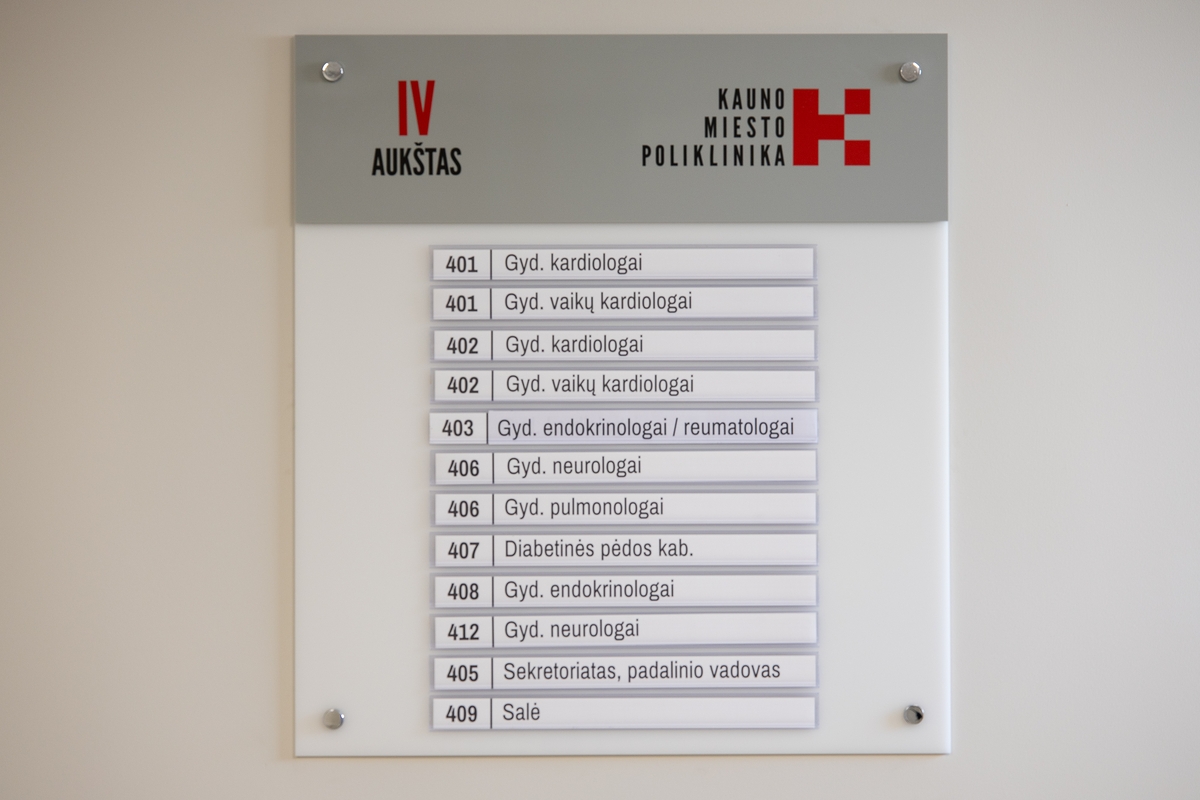 IV
AUKŠTAS
KAUNO
MIESTO
POLIKLINIKA
401 Gyd. kardiologai
401 Gyd. vaikų kardiologai
402 Gyd. kardiologai
402 Gyd. vaikų kardiologai
403 Gyd. endokrinologai / reumatologai
406 Gyd. neurologai
406 Gyd. pulmonologai
407 Diabetinės pėdos kab.
408 Gyd. endokrinologai
412 Gyd. neurologai
405 Sekretoriatas, padalinio vadovas
409 Salė